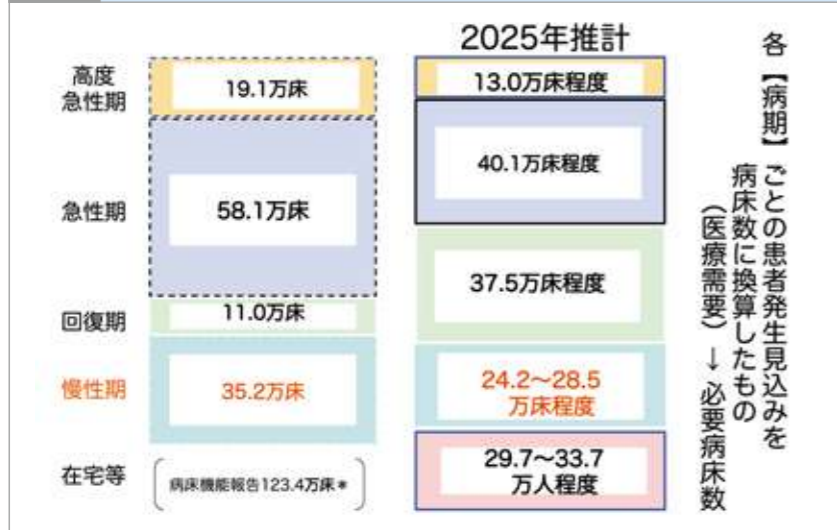 2025年推計
高度
急性期
19.1万床
13.0万床程度
急性期
58.1万床
40.1万床程度
回復期
11.0万床
37.5万床程度
慢性期
35.2万床
24.2～28.5
万床程度
在宅等
病床機能報告123.4万床*
29.7～33.7
万人程度
各【病期】ごとの患者発生見込みを
病床数に換算したもの
（医療需要）→必要病床数